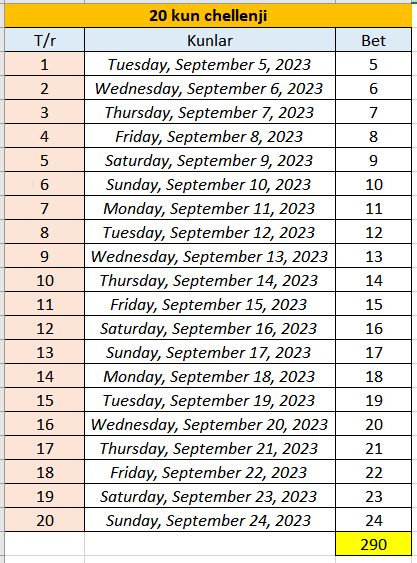 20 kun chellenji
T/r Kunlar Bet
1 Tuesday, September 5, 2023 5
2 Wednesday, September 6, 2023 6
3 Thursday, September 7, 2023 7
4 Friday, September 8, 2023 8
5 Saturday, September 9, 2023 9
6 Sunday, September 10, 2023 10
7 Monday, September 11, 2023 11
8 Tuesday, September 12, 2023 12
9 Wednesday, September 13, 2023 13
10 Thursday, September 14, 2023 14
11 Friday, September 15, 2023 15
12 Saturday, September 16, 2023 16
13 Sunday, September 17, 2023 17
14 Monday, September 18, 2023 18
15 Tuesday, September 19, 2023 19
16 Wednesday, September 20, 2023 20
17 Thursday, September 21, 2023 21
18 Friday, September 22, 2023 22
19 Saturday, September 23, 2023 23
20 Sunday, September 24, 2023 24
290